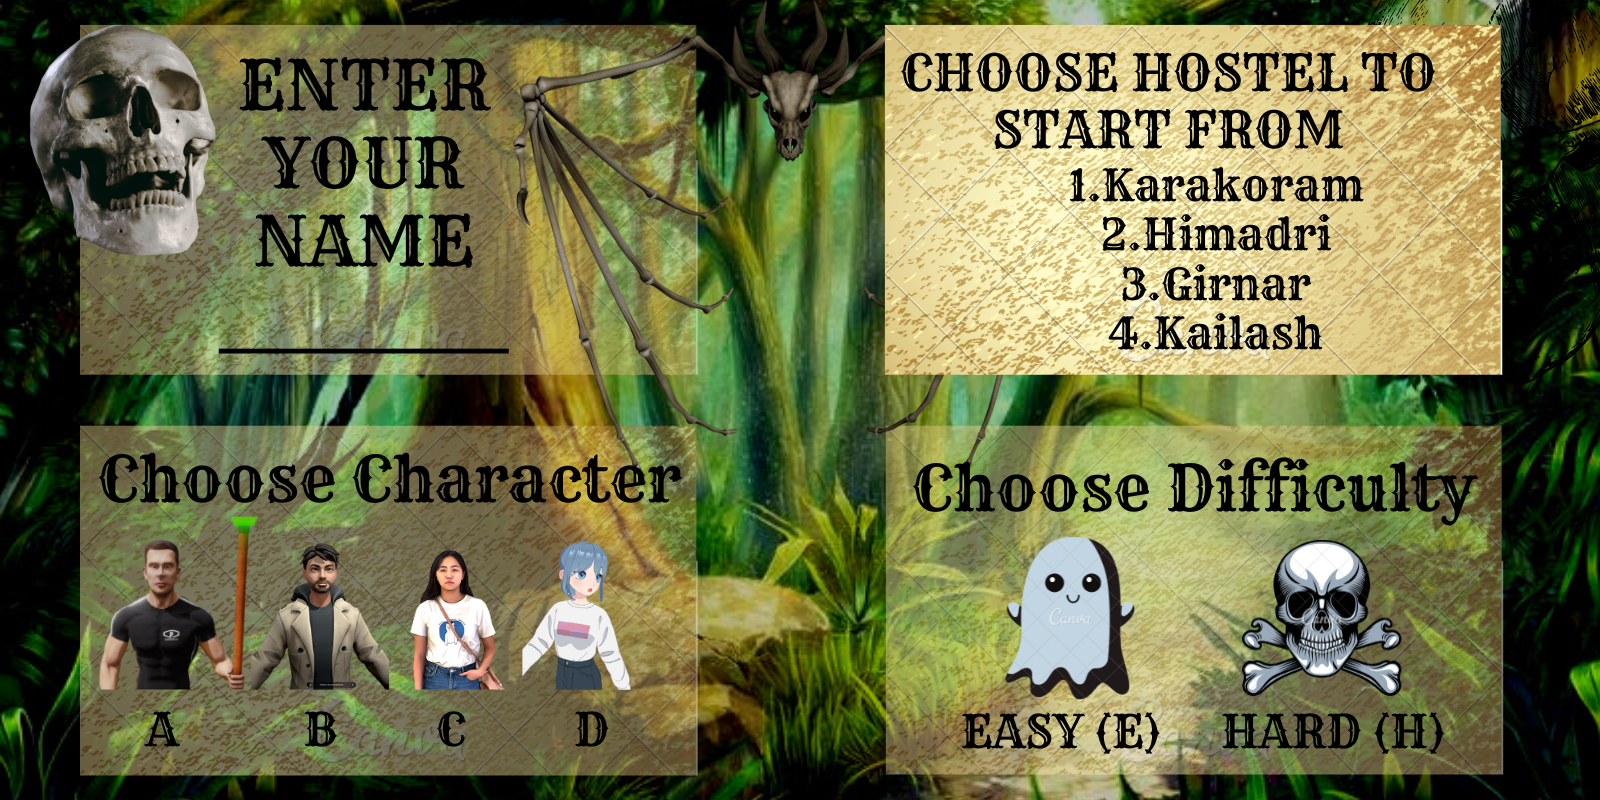 ENTER
YOUR
NAME
CHOOSE HOSTEL TO
START FROM
1.Karakoram
2.Himadri
3.Girnar
4.Kailash
Choose Character
A
B
C
D
Choose Difficulty
Canva
EASY (E)
HARD (H)